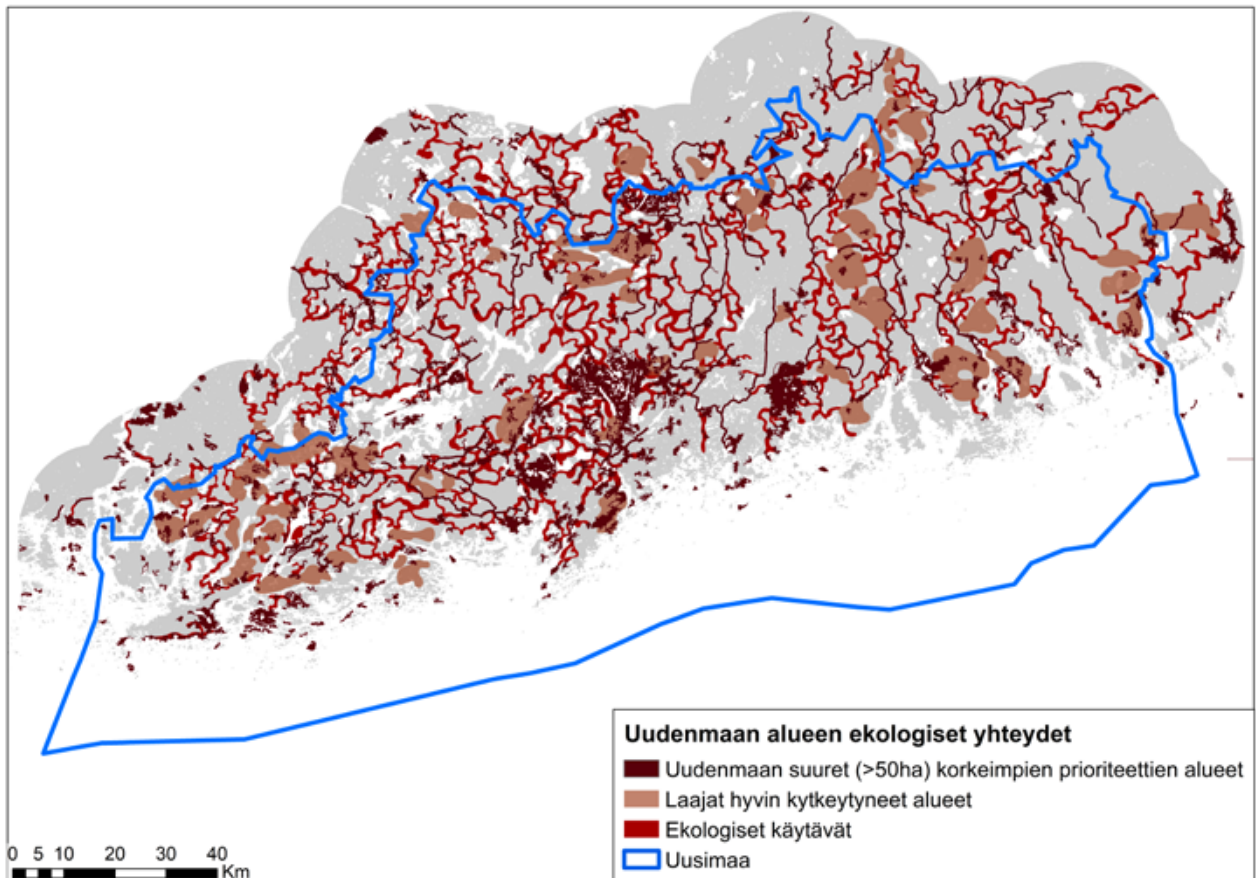 Uudenmaan alueen ekologiset yhteydet
Uudenmaan suuret (>50ha) korkeimpien prioriteettien alueet
Laajat hyvin kytkeytyneet alueet
Ekologiset käytävät
Uusimaa
0 5 10 20 30 40
Km